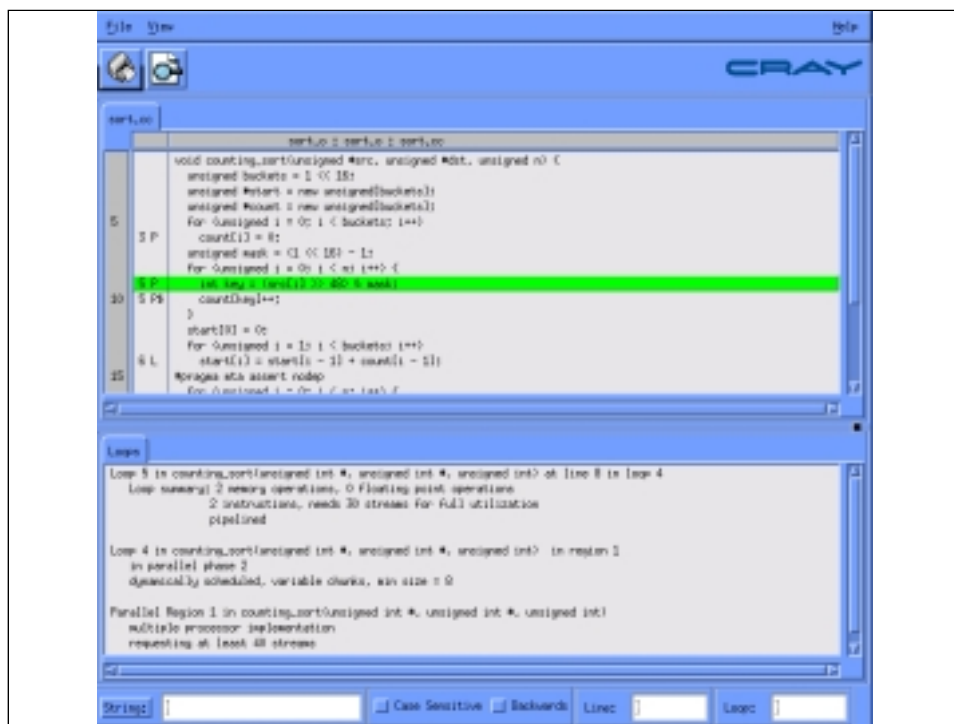 File View Help
CRAY
sort.cc
sort.o : sort.o : sort.cc
void counting_sort(unsigned *src, unsigned *dst, unsigned n) {
unsigned buckets = 1 << 16;
unsigned *start = new unsigned[buckets];
unsigned *count = new unsigned[buckets];
5 for (unsigned i = 0; i < buckets; i++)
3 P count[i] = 0;
unsigned mask = (1 << 16) - 1;
for (unsigned i = 0; i < n; i++) {
5 P int key = (src[i] >> 48) & mask;
10 5 P$ count[key]++;
}
start[0] = 0;
for (unsigned i = 1; i < buckets; i++)
6 L start[i] = start[i - 1] + count[i - 1];
15 #pragma mta assert nodep
for (unsigned i = 0; i < n; i++) {
Loops
Loop 5 in counting_sort(unsigned int *, unsigned int *, unsigned int) at line 8 in loop 4
Loop summary: 2 memory operations, 0 floating point operations
2 instructions, needs 30 streams for full utilization
pipelined
Loop 4 in counting_sort(unsigned int *, unsigned int *, unsigned int) in region 1
in parallel phase 2
dynamically scheduled, variable chunks, min size = 8
Parallel Region 1 in counting_sort(unsigned int *, unsigned int *, unsigned int)
multiple processor implementation
requesting at least 40 streams
String: Case Sensitive Backwards Line: Loop: